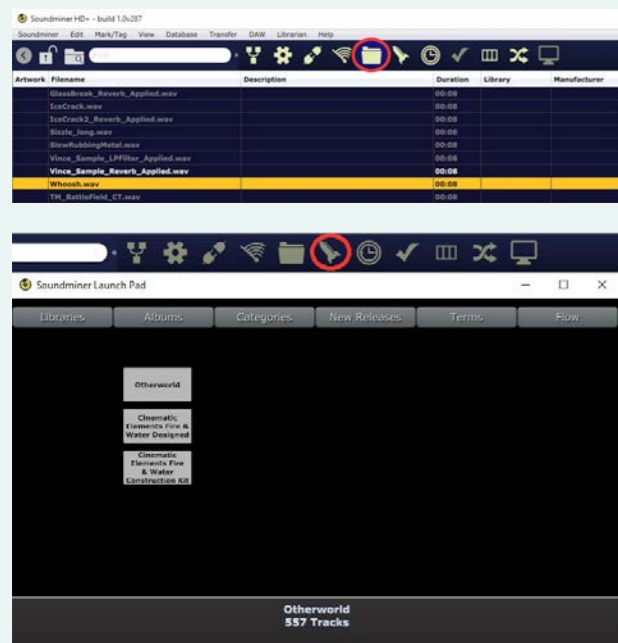 Soundminer HD+ - build 1.0v287
Soundminer Edit Mark/Tag View Database Transfer DAW Librarian Help
Artwork Filename Description Duration Library Manufacturer
GlassBreak_Reverb_Applied.wav 00:08
IceCrack.wav 00:08
IceCrack2_Reverb_Applied.wav 00:08
Sizzle_long.wav 00:08
SlowRubbingMetal.wav 00:08
Vince_Sample_LPFilter_Applied.wav 00:08
Vince_Sample_Reverb_Applied.wav 00:08
Whoosh.wav 00:08
TM_BattleField_CT.wav 00:08
Soundminer Launch Pad
Libraries Albums Categories New Releases Terms Flow
Otherworld
Cinematic
Elements Fire &
Water Designed
Cinematic
Elements Fire
& Water
Construction Kit
Otherworld
557 Tracks